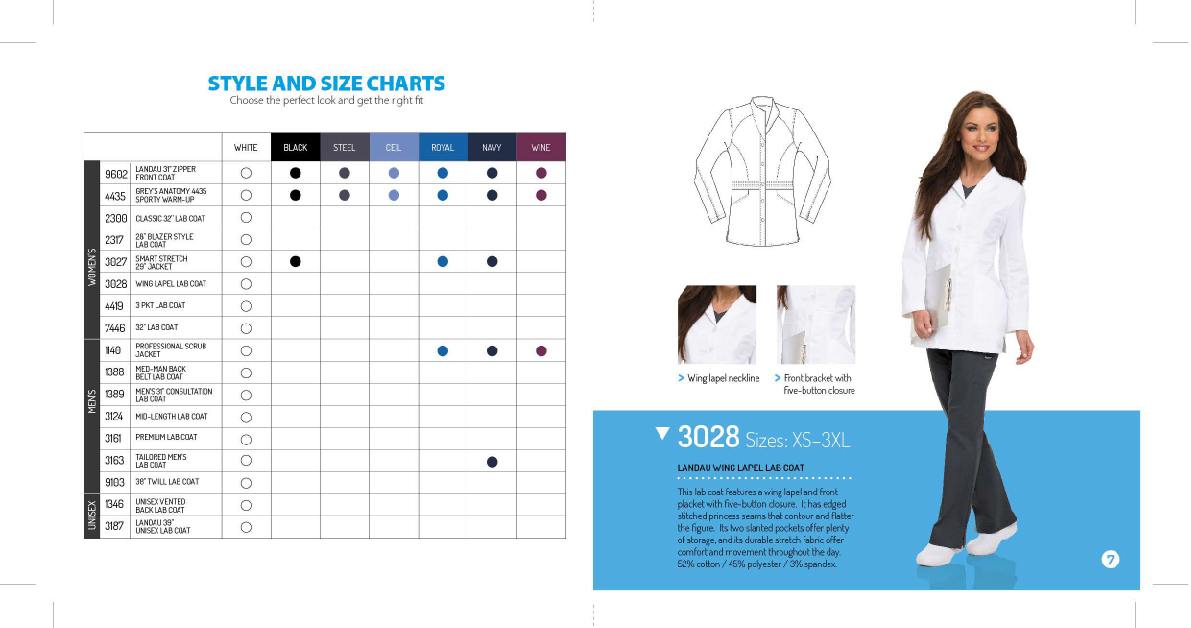 STYLE AND SIZE CHARTS
Choose the perfect look and get the right fit
WHITE BLACK STEEL CEIL ROYAL NAVY WINE
WOMEN'S
9602 LANDAU 31" ZIPPER
FRONT COAT
4435 GREY'S ANATOMY 4435
SPORTY WARM-UP
2300 CLASSIC 32" LAB COAT
2317 28" BLAZER STYLE
LAB COAT
3027 SMART STRETCH
29" JACKET
3028 WING LAPEL LAB COAT
4419 3 PKT LAB COAT
7446 32" LAB COAT
MEN'S
1140 PROFESSIONAL SCRUB
JACKET
1388 MED-MAN BACK
BELT LAB COAT
1389 MEN'S 31" CONSULTATION
LAB COAT
3124 MID-LENGTH LAB COAT
3161 PREMIUM LAB COAT
3163 TAILORED MEN'S
LAB COAT
9103 38" TWILL LAB COAT
UNISEX
1346 UNISEX VENTED
BACK LAB COAT
3187 LANDAU 39"
UNISEX LAB COAT
> Wing lapel neckline
> Front bracket with
five-button closure
3028 Sizes: XS-3XL
LANDAU WING LAPEL LAB COAT
This lab coat features a wing lapel and front
placket with five-button closure. It has edged
stitched princess seams that contour and flatter
the figure. Its two slanted pockets offer plenty
of storage, and its durable stretch fabric offer
comfort and movement throughout the day.
52% cotton / 45% polyester / 3% spandex.
7